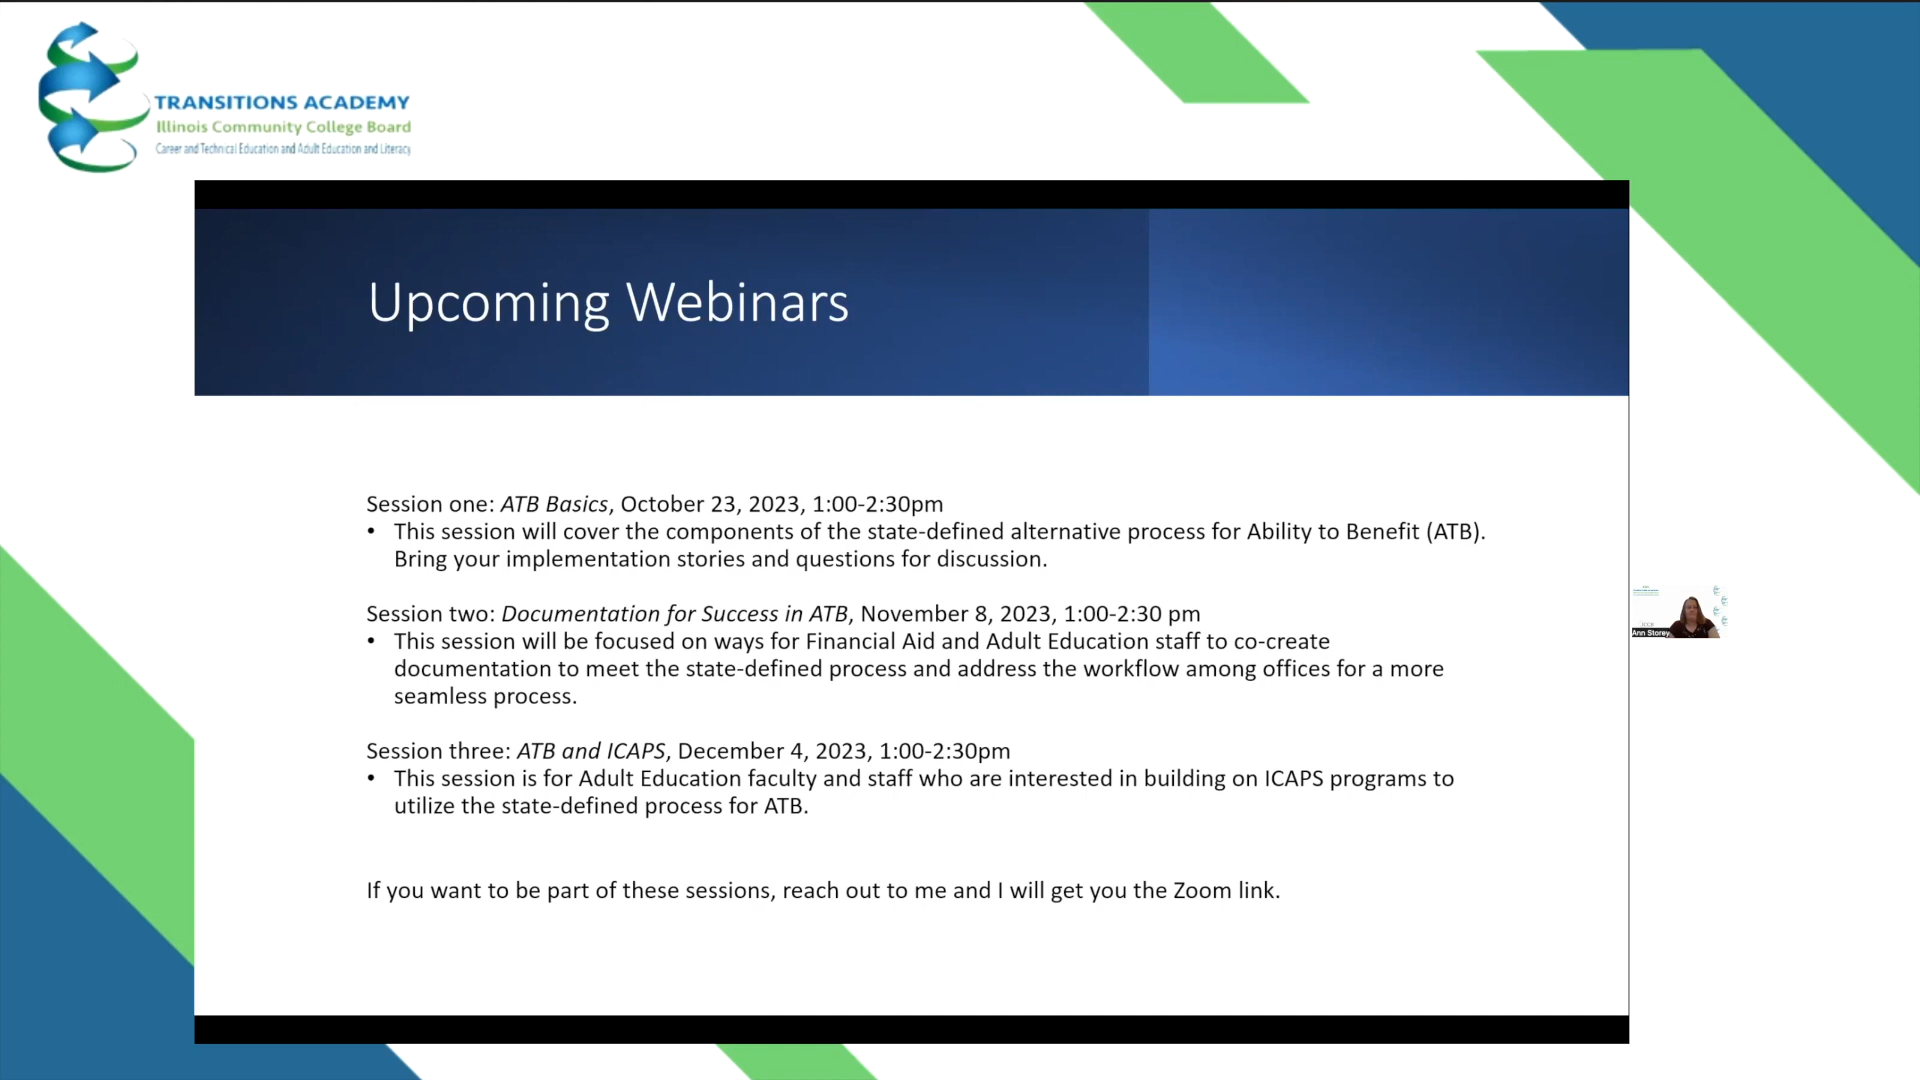 TRANSITIONS ACADEMY
Illinois Community College Board
Career and Technical Education and Adult Education and Literacy
Upcoming Webinars
Session one: ATB Basics, October 23, 2023, 1:00-2:30pm
• This session will cover the components of the state-defined alternative process for Ability to Benefit (ATB).
Bring your implementation stories and questions for discussion.
Session two: Documentation for Success in ATB, November 8, 2023, 1:00-2:30 pm
• This session will be focused on ways for Financial Aid and Adult Education staff to co-create
documentation to meet the state-defined process and address the workflow among offices for a more
seamless process.
Session three: ATB and ICAPS, December 4, 2023, 1:00-2:30pm
• This session is for Adult Education faculty and staff who are interested in building on ICAPS programs to
utilize the state-defined process for ATB.
If you want to be part of these sessions, reach out to me and I will get you the Zoom link.
Ann Storey